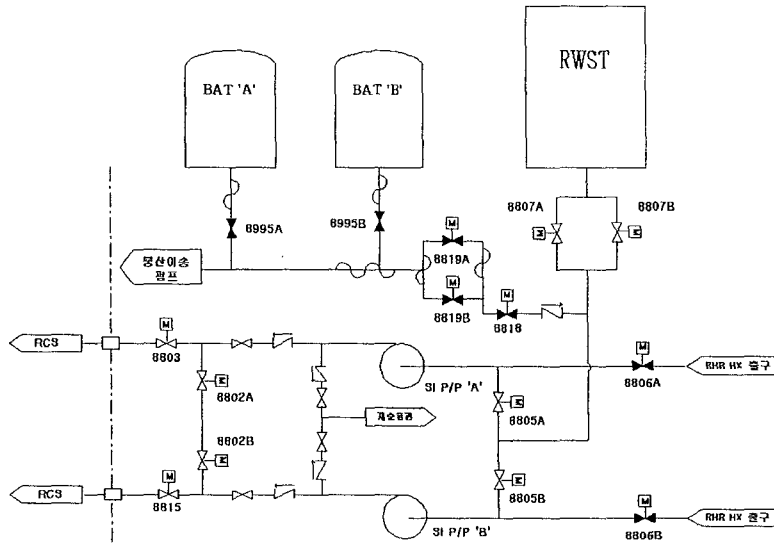 BAT 'A'
BAT 'B'
RWST
8807A
8807B
8995A
8995B
M
8819A
붕산이송
펌프
M
8819B
M
8818
RCS
M
8803
SI P/P 'A'
M
8806A
RHR HX 출구
8802A
8805A
재순환관
8802B
8805B
RCS
M
8815
SI P/P 'B'
M
8806B
RHR HX 출구